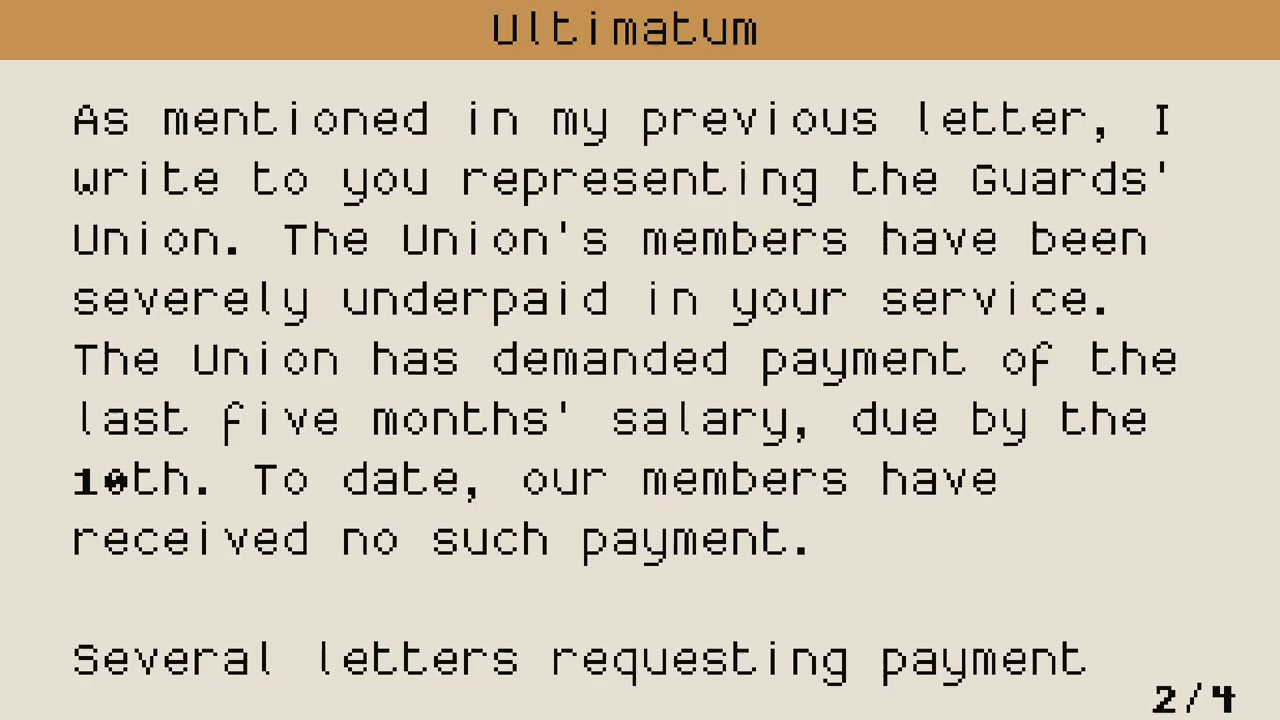 Ultimatum
As mentioned in my previous letter, I
write to you representing the Guards'
Union. The Union's members have been
severely underpaid in your service.
The Union has demanded payment of the
last five months' salary, due by the
10th. To date, our members have
received no such payment.
Several letters requesting payment
2/4